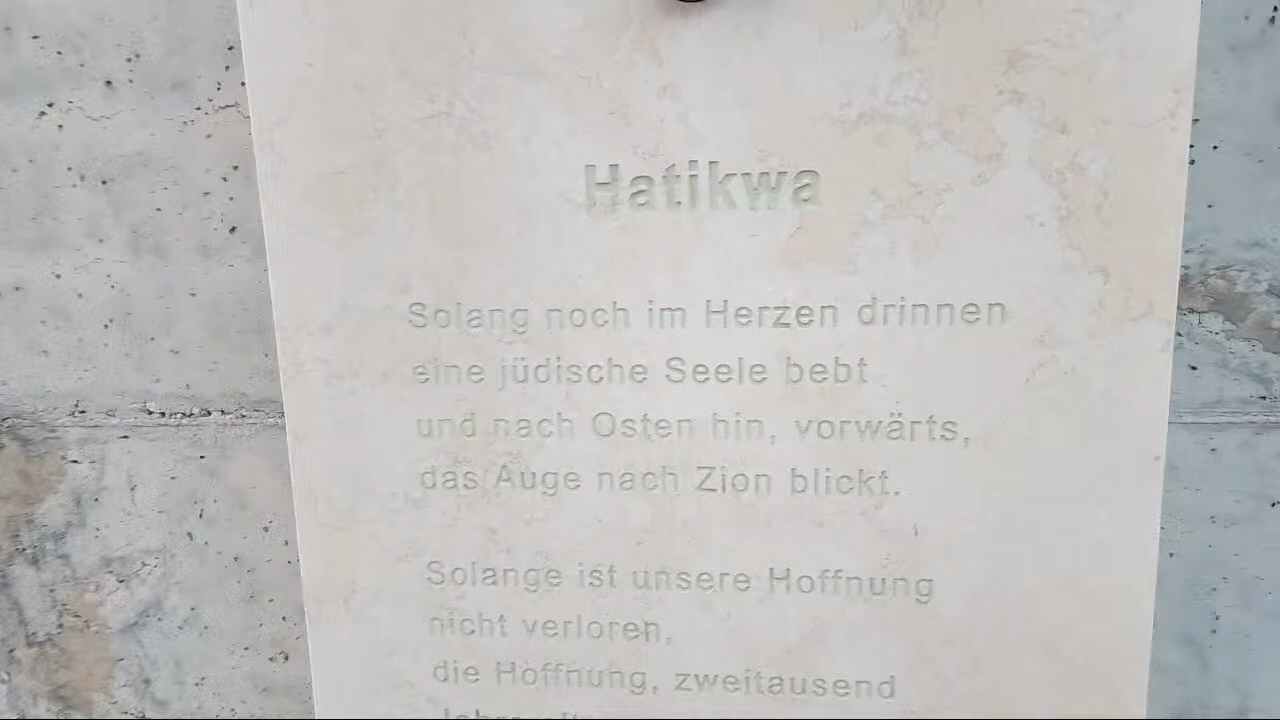 Hatikwa
Solang noch im Herzen drinnen
eine jüdische Seele bebt
und nach Osten hin, vorwärts,
das Auge nach Zion blickt.
Solange ist unsere Hoffnung
nicht verloren,
die Hoffnung, zweitausend